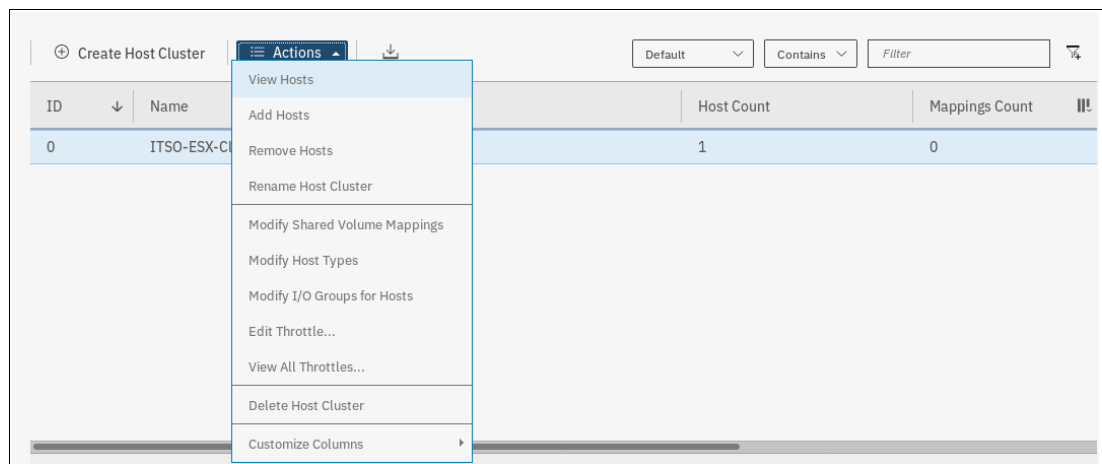 Create Host Cluster Actions Default Contains Filter
View Hosts
ID Name Host Count Mappings Count
Add Hosts
0 ITSO-ESX-Cl 1 0
Remove Hosts
Rename Host Cluster
Modify Shared Volume Mappings
Modify Host Types
Modify I/O Groups for Hosts
Edit Throttle...
View All Throttles...
Delete Host Cluster
Customize Columns